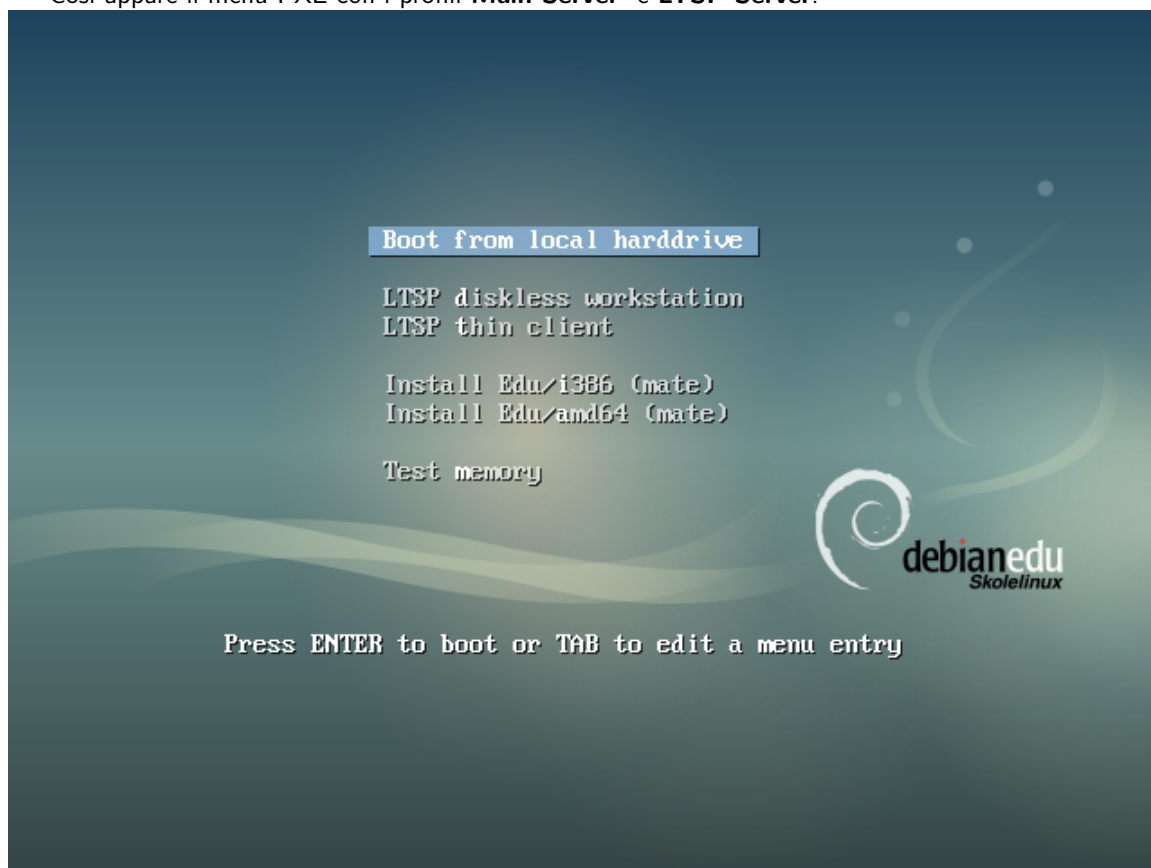 Così appare il menu PXE con i profili Main Server e LTSP Server:
Boot from local harddrive
LTSP diskless workstation
LTSP thin client
Install Edu/i386 (mate)
Install Edu/amd64 (mate)
Test memory
debianedu
Skolelinux
Press ENTER to boot or TAB to edit a menu entry